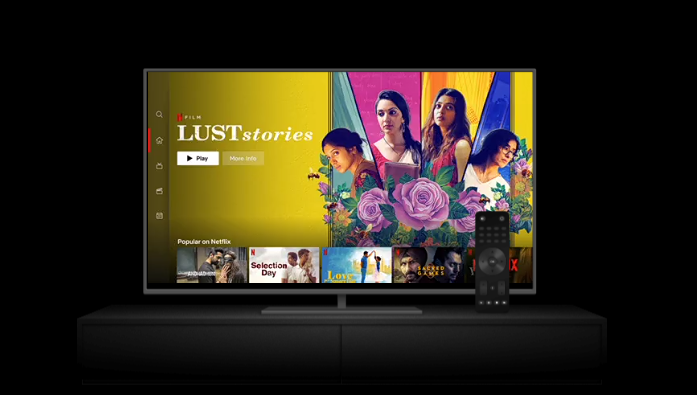 FILM
LUST stories
Play
More Info
Popular on Netflix
Selection
Day
Love
SACRED
GAMES